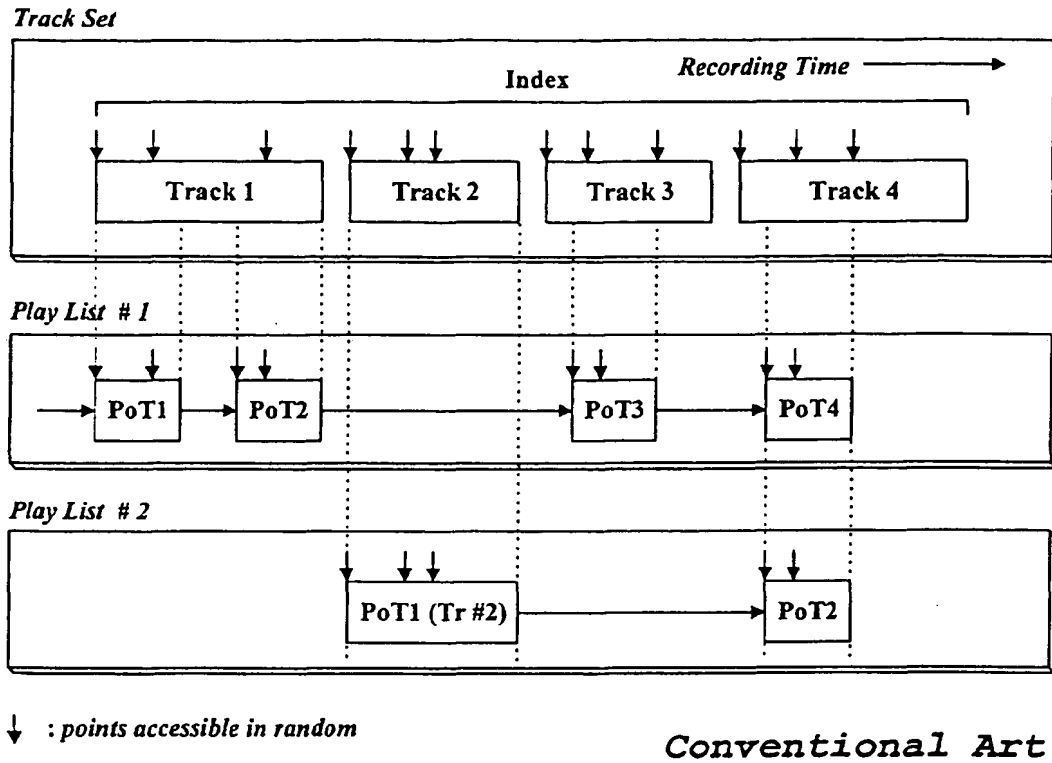 Track Set
Recording Time
Index
Track 1 Track 2 Track 3 Track 4
Play List # 1
PoT1 PoT2 PoT3 PoT4
Play List # 2
PoT1 (Tr #2) PoT2
: points accessible in random
Conventional Art